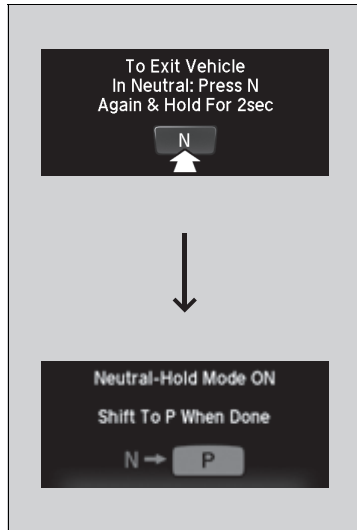 To Exit Vehicle
In Neutral: Press N
Again & Hold For 2sec
N
Neutral-Hold Mode ON
Shift To P When Done
N → P